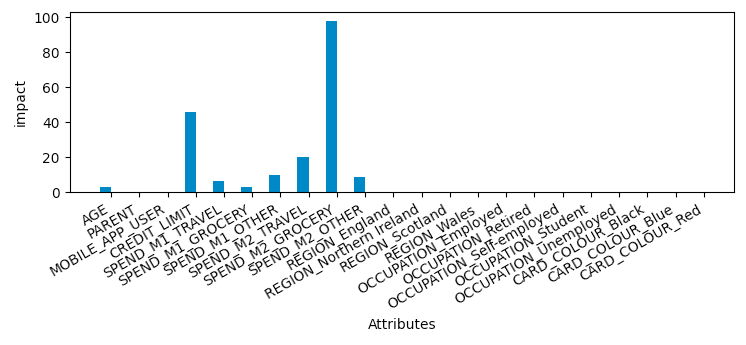 impact
100
80
60
40
20
0
AGE
PARENT
MOBILE_APP_USER
CREDIT_LIMIT
SPEND_M1_TRAVEL
SPEND_M1_GROCERY
SPEND_M1_OTHER
SPEND_M2_TRAVEL
SPEND_M2_GROCERY
SPEND_M2_OTHER
REGION_England
REGION_Northern Ireland
REGION_Scotland
REGION_Wales
OCCUPATION_Employed
OCCUPATION_Retired
OCCUPATION_Self-employed
OCCUPATION_Student
OCCUPATION_Unemployed
CARD_COLOUR_Black
CARD_COLOUR_Blue
CARD_COLOUR_Red
Attributes